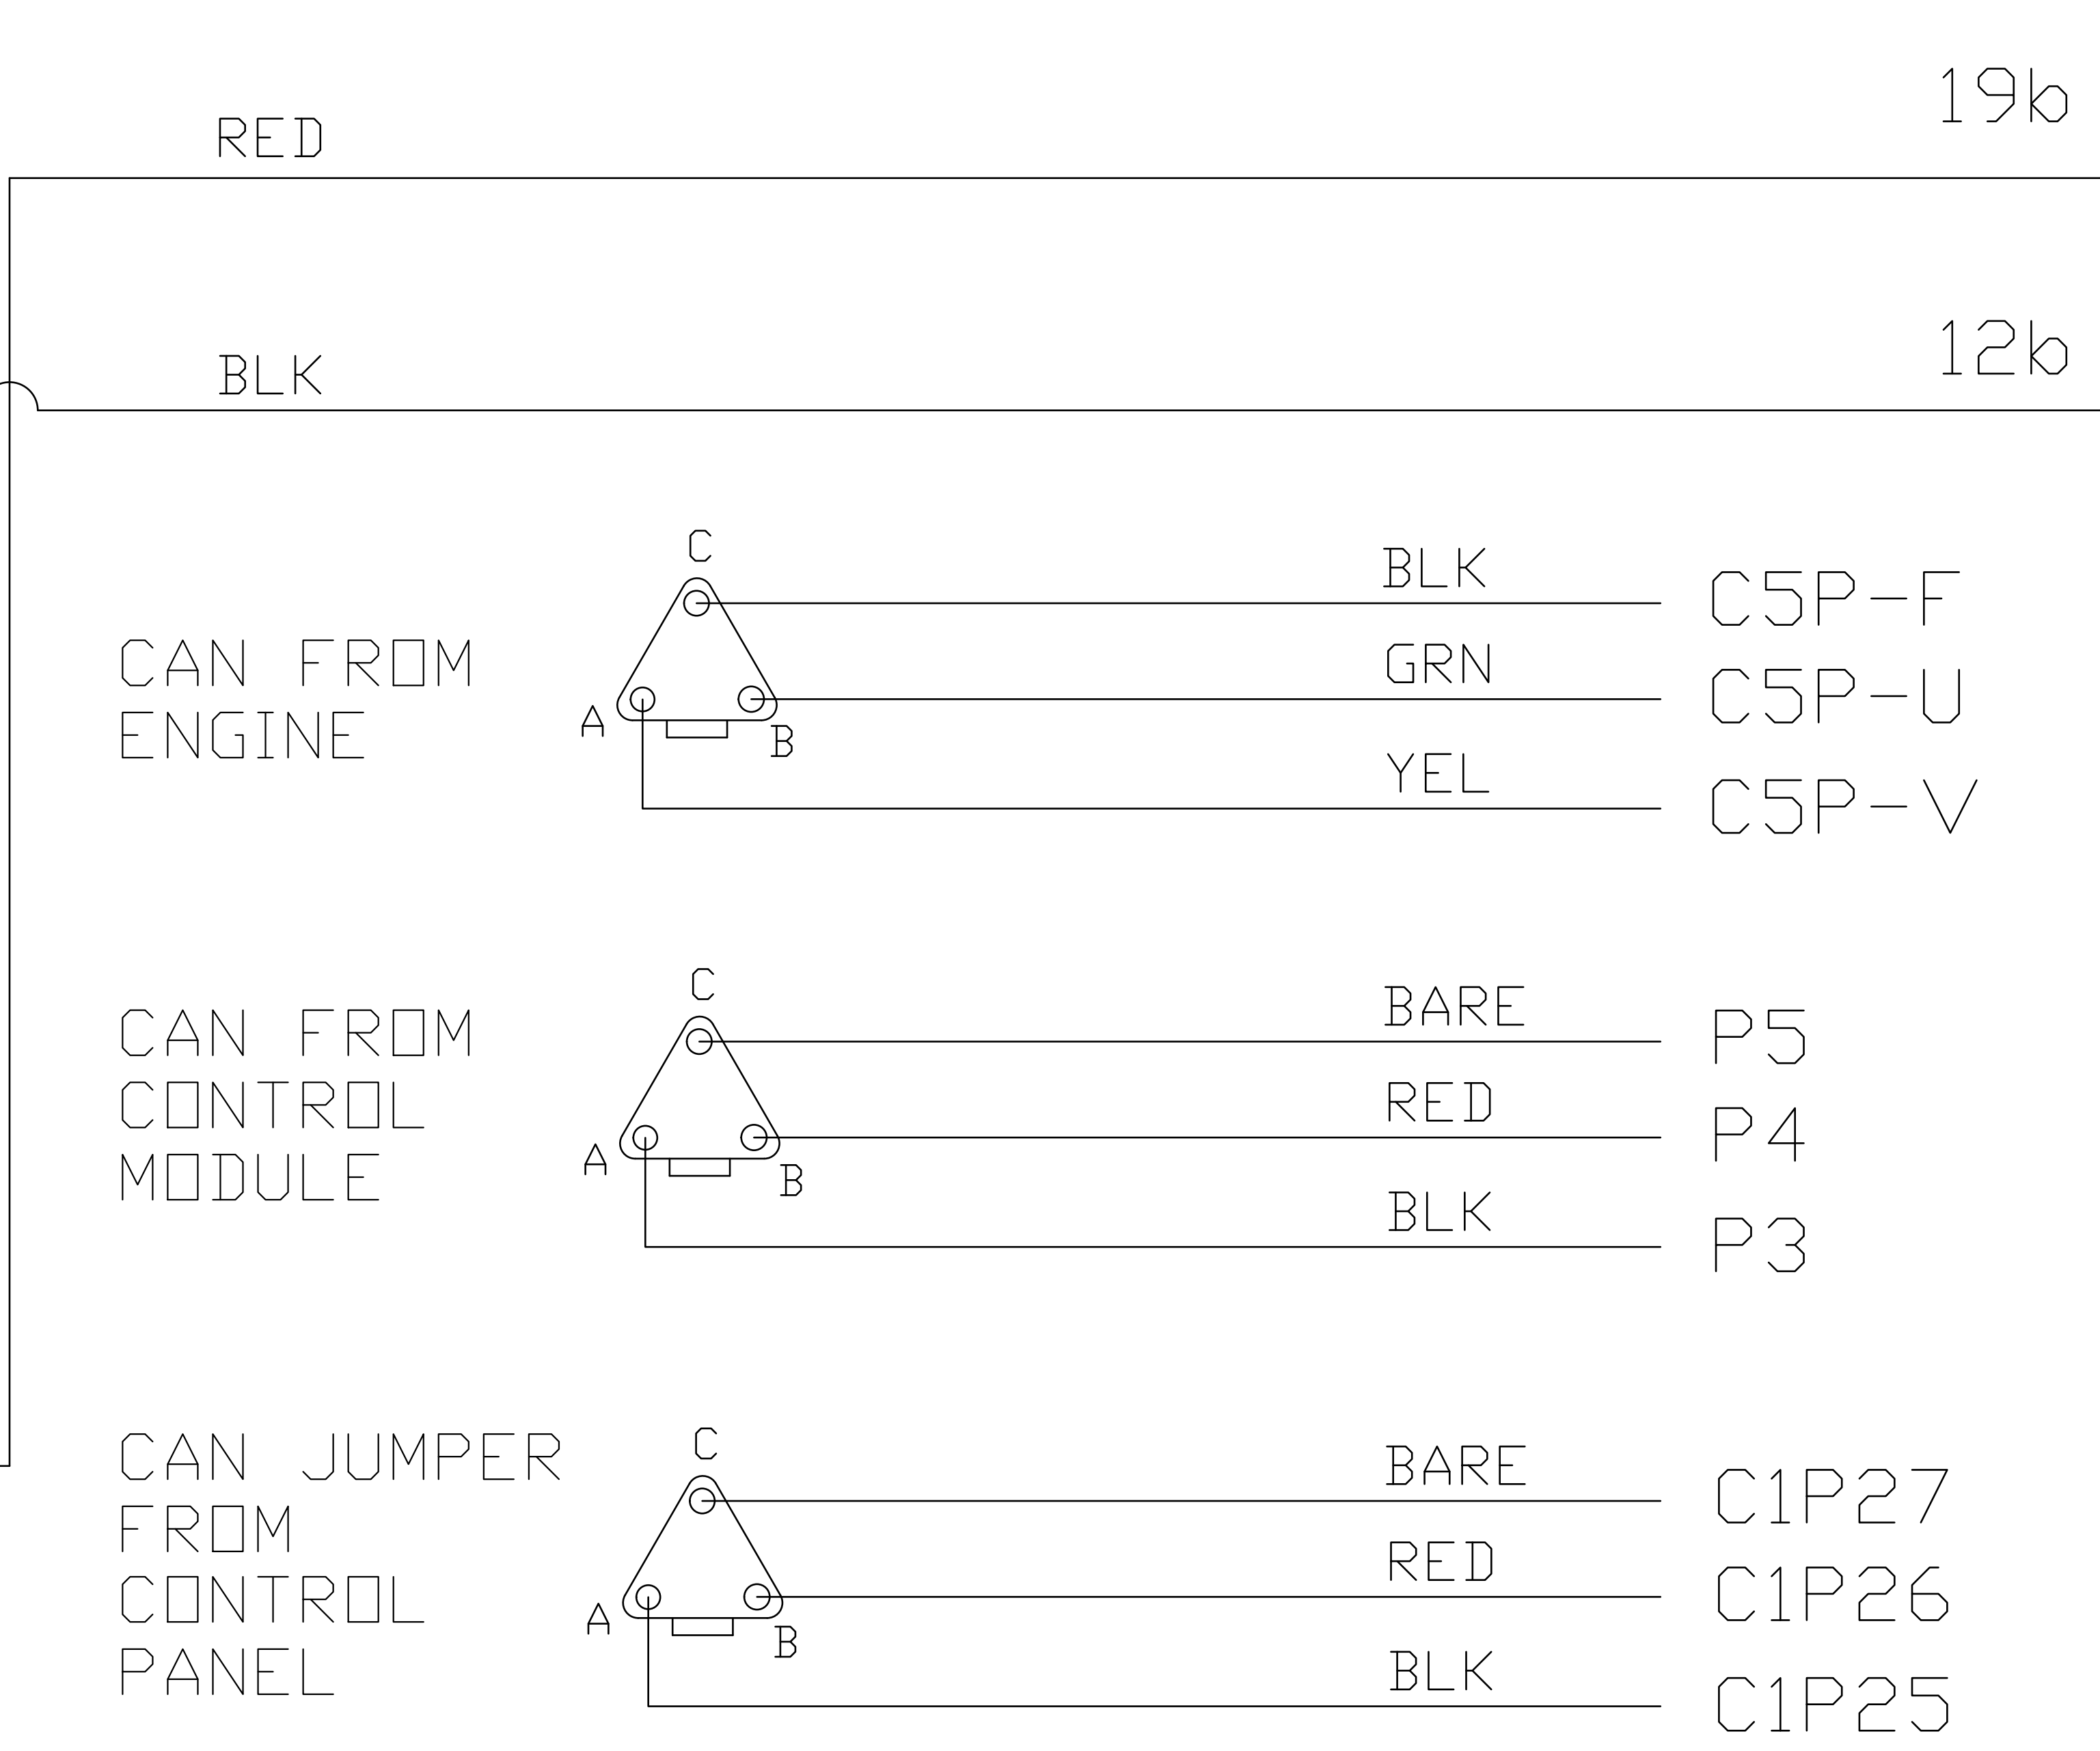 19b
RED
12b
BLK
C
BLK
C5P-F
CAN FROM
ENGINE
GRN
C5P-U
A
B
YEL
C5P-V
C
BARE
P5
CAN FROM
CONTROL
MODULE
RED
P4
A
B
BLK
P3
C
BARE
C1P27
CAN JUMPER
FROM
CONTROL
PANEL
RED
C1P26
A
B
BLK
C1P25